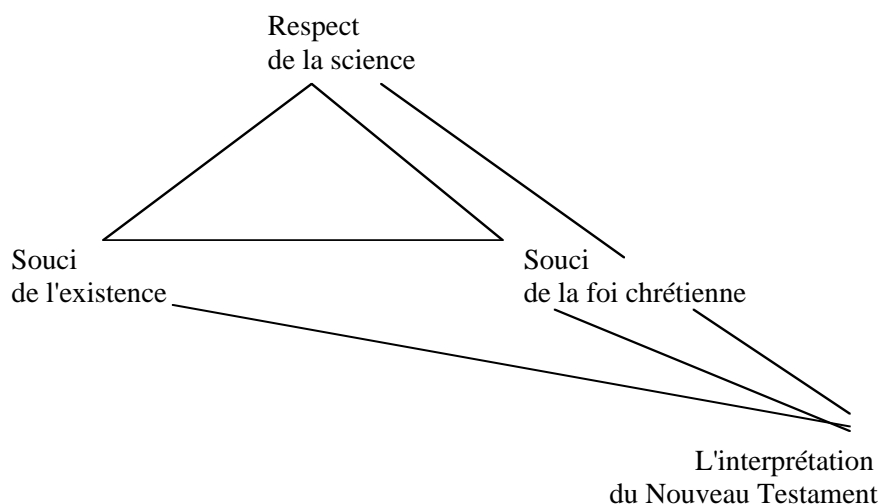 Respect
de la science
Souci
de l'existence
Souci
de la foi chrétienne
L'interprétation
du Nouveau Testament